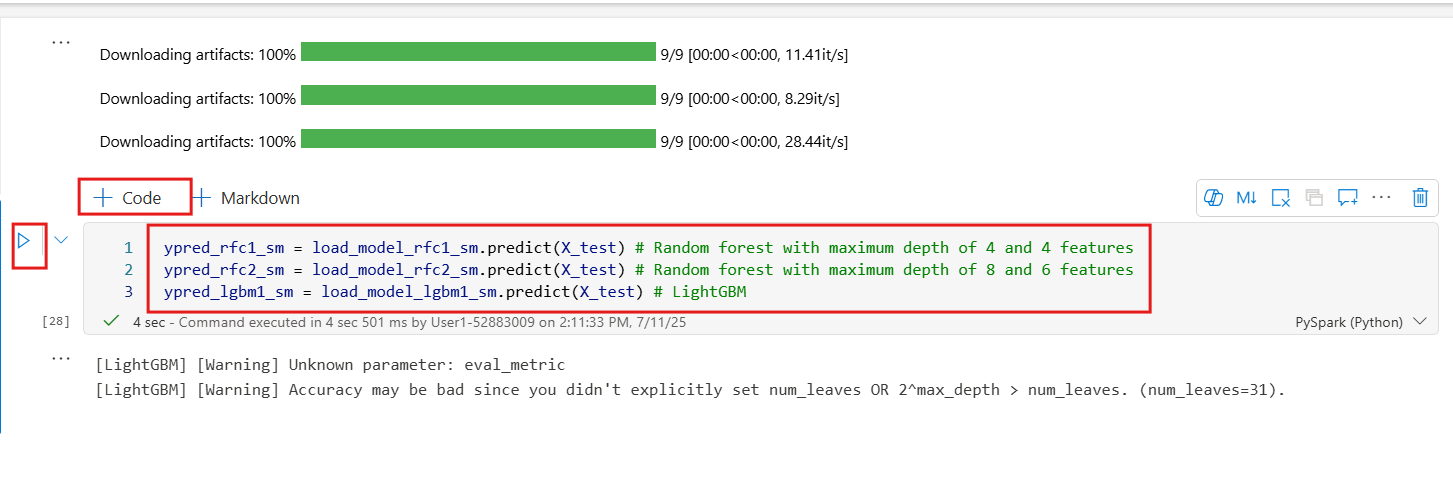 ...
Downloading artifacts: 100% 9/9 [00:00<00:00, 11.41it/s]
Downloading artifacts: 100% 9/9 [00:00<00:00, 8.29it/s]
Downloading artifacts: 100% 9/9 [00:00<00:00, 28.44it/s]
+ Code + Markdown M↓ ...
1 ypred_rfc1_sm = load_model_rfc1_sm.predict(X_test) # Random forest with maximum depth of 4 and 4 features
2 ypred_rfc2_sm = load_model_rfc2_sm.predict(X_test) # Random forest with maximum depth of 8 and 6 features
3 ypred_lgbm1_sm = load_model_lgbm1_sm.predict(X_test) # LightGBM
[28] ✓ 4 sec - Command executed in 4 sec 501 ms by User1-52883009 on 2:11:33 PM, 7/11/25 PySpark (Python)
...
[LightGBM] [Warning] Unknown parameter: eval_metric
[LightGBM] [Warning] Accuracy may be bad since you didn't explicitly set num_leaves OR 2^max_depth > num_leaves. (num_leaves=31).